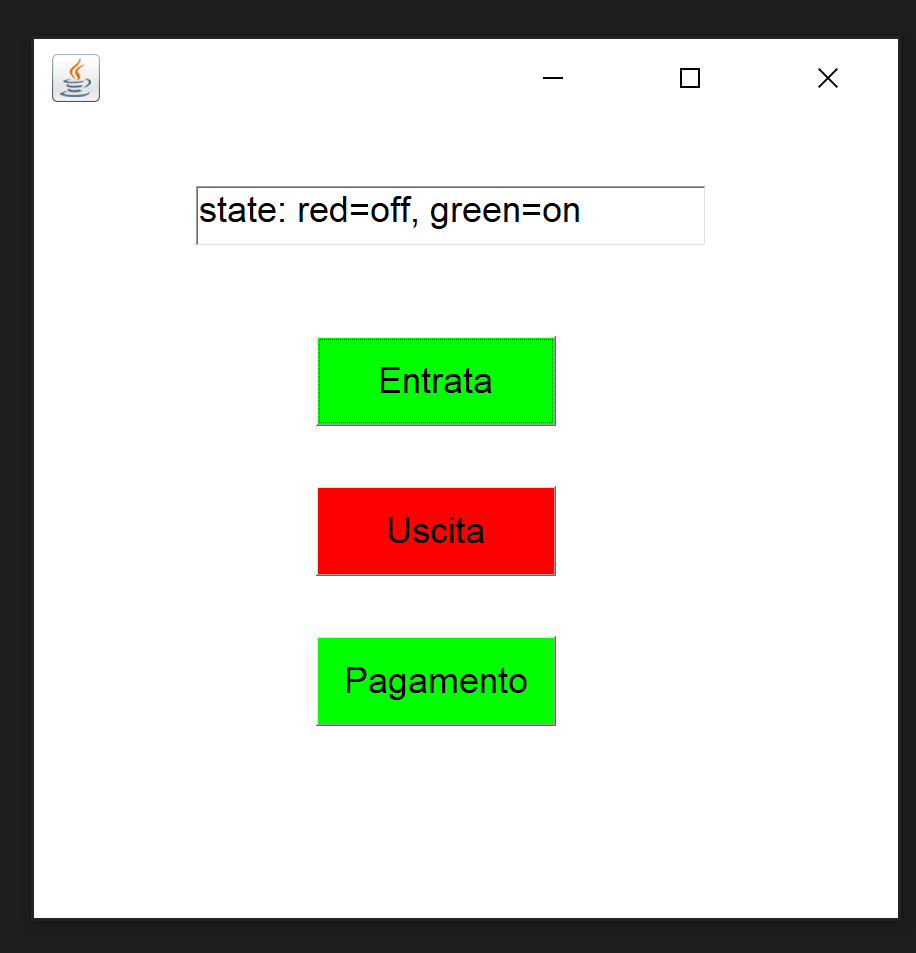 state: red=off, green=on
Entrata
Uscita
Pagamento